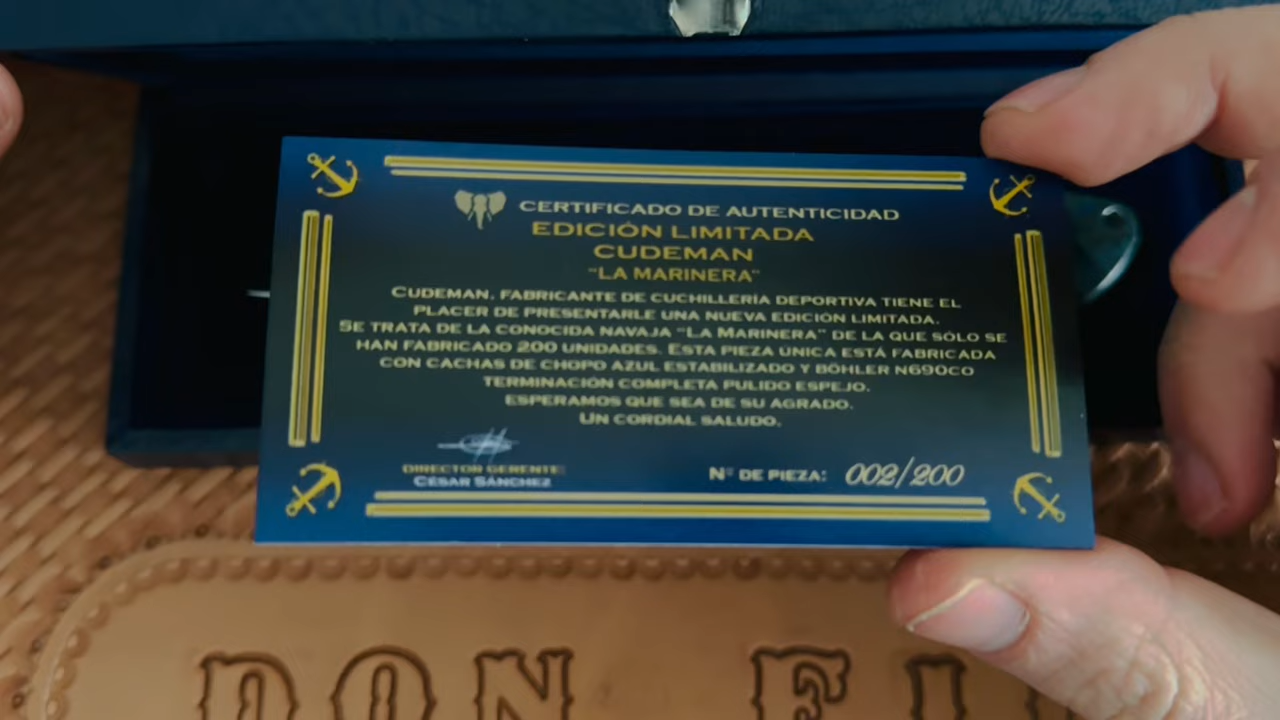 CERTIFICADO DE AUTENTICIDAD
EDICIÓN LIMITADA
CUDEMAN
"LA MARINERA"
CUDEMAN, FABRICANTE DE CUCHILLERÍA DEPORTIVA TIENE EL
PLACER DE PRESENTARLE UNA NUEVA EDICIÓN LIMITADA.
SE TRATA DE LA CONOCIDA NAVAJA "LA MARINERA" DE LA QUE SÓLO SE
HAN FABRICADO 200 UNIDADES. ESTA PIEZA ÚNICA ESTÁ FABRICADA
CON CACHAS DE CHOPO AZUL ESTABILIZADO Y BÖHLER N690CO
TERMINACIÓN COMPLETA PULIDO ESPEJO.
ESPERAMOS QUE SEA DE SU AGRADO.
UN CORDIAL SALUDO.
DIRECTOR GERENTE:
CÉSAR SÁNCHEZ
Nº DE PIEZA: 002/200
DON FI